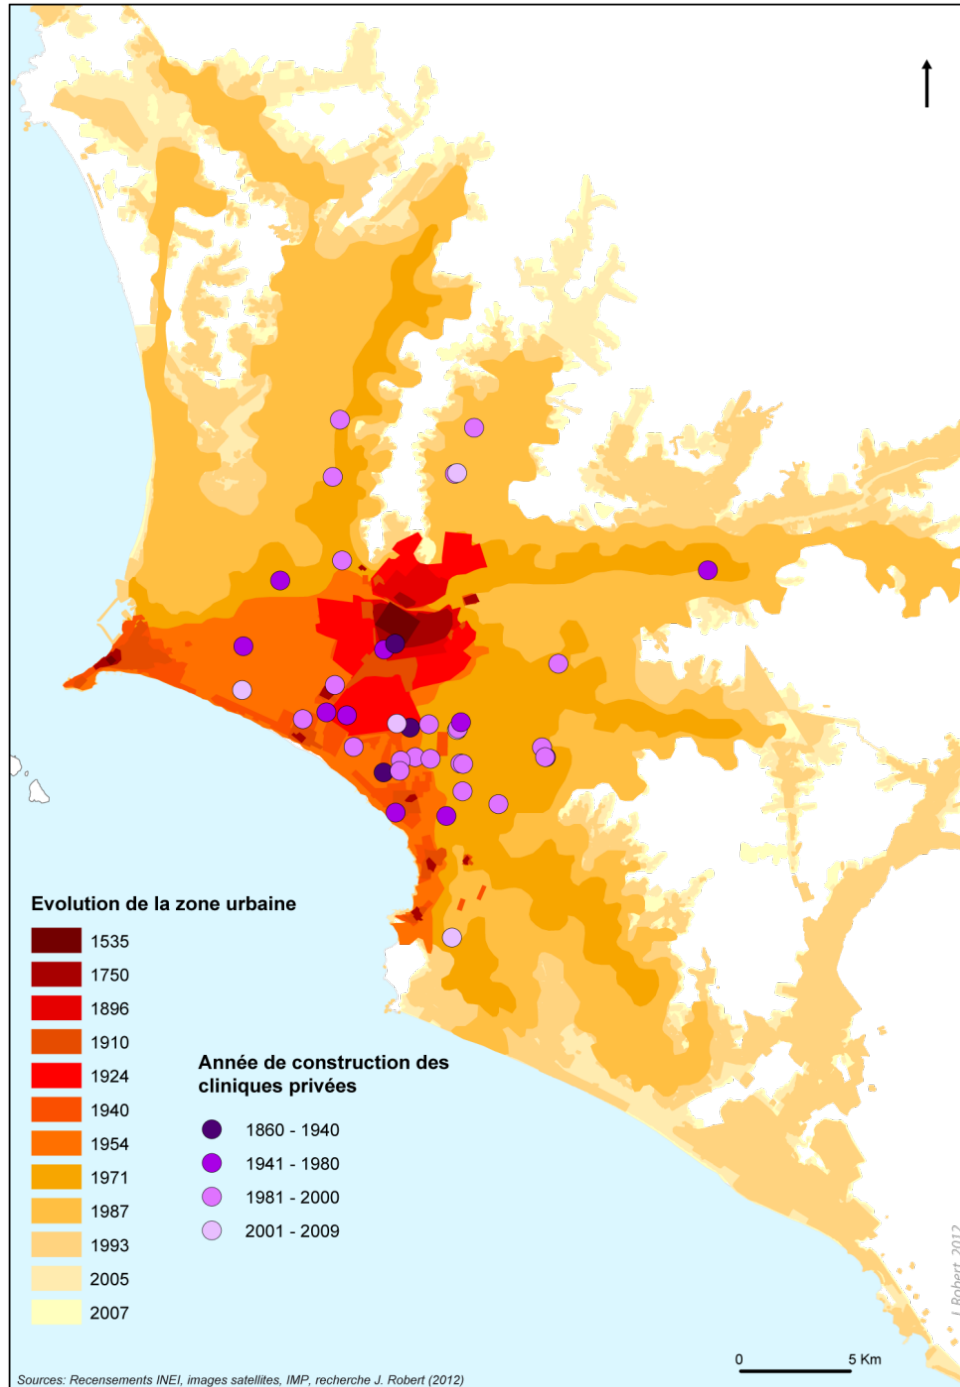 Evolution de la zone urbaine
1535
1750
1896
1910
1924
1940
1954
1971
1987
1993
2005
2007
Année de construction des
cliniques privées
1860 - 1940
1941 - 1980
1981 - 2000
2001 - 2009
0 5 Km
J. Robert, 2012
Sources: Recensements INEI, images satellites, IMP, recherche J. Robert (2012)